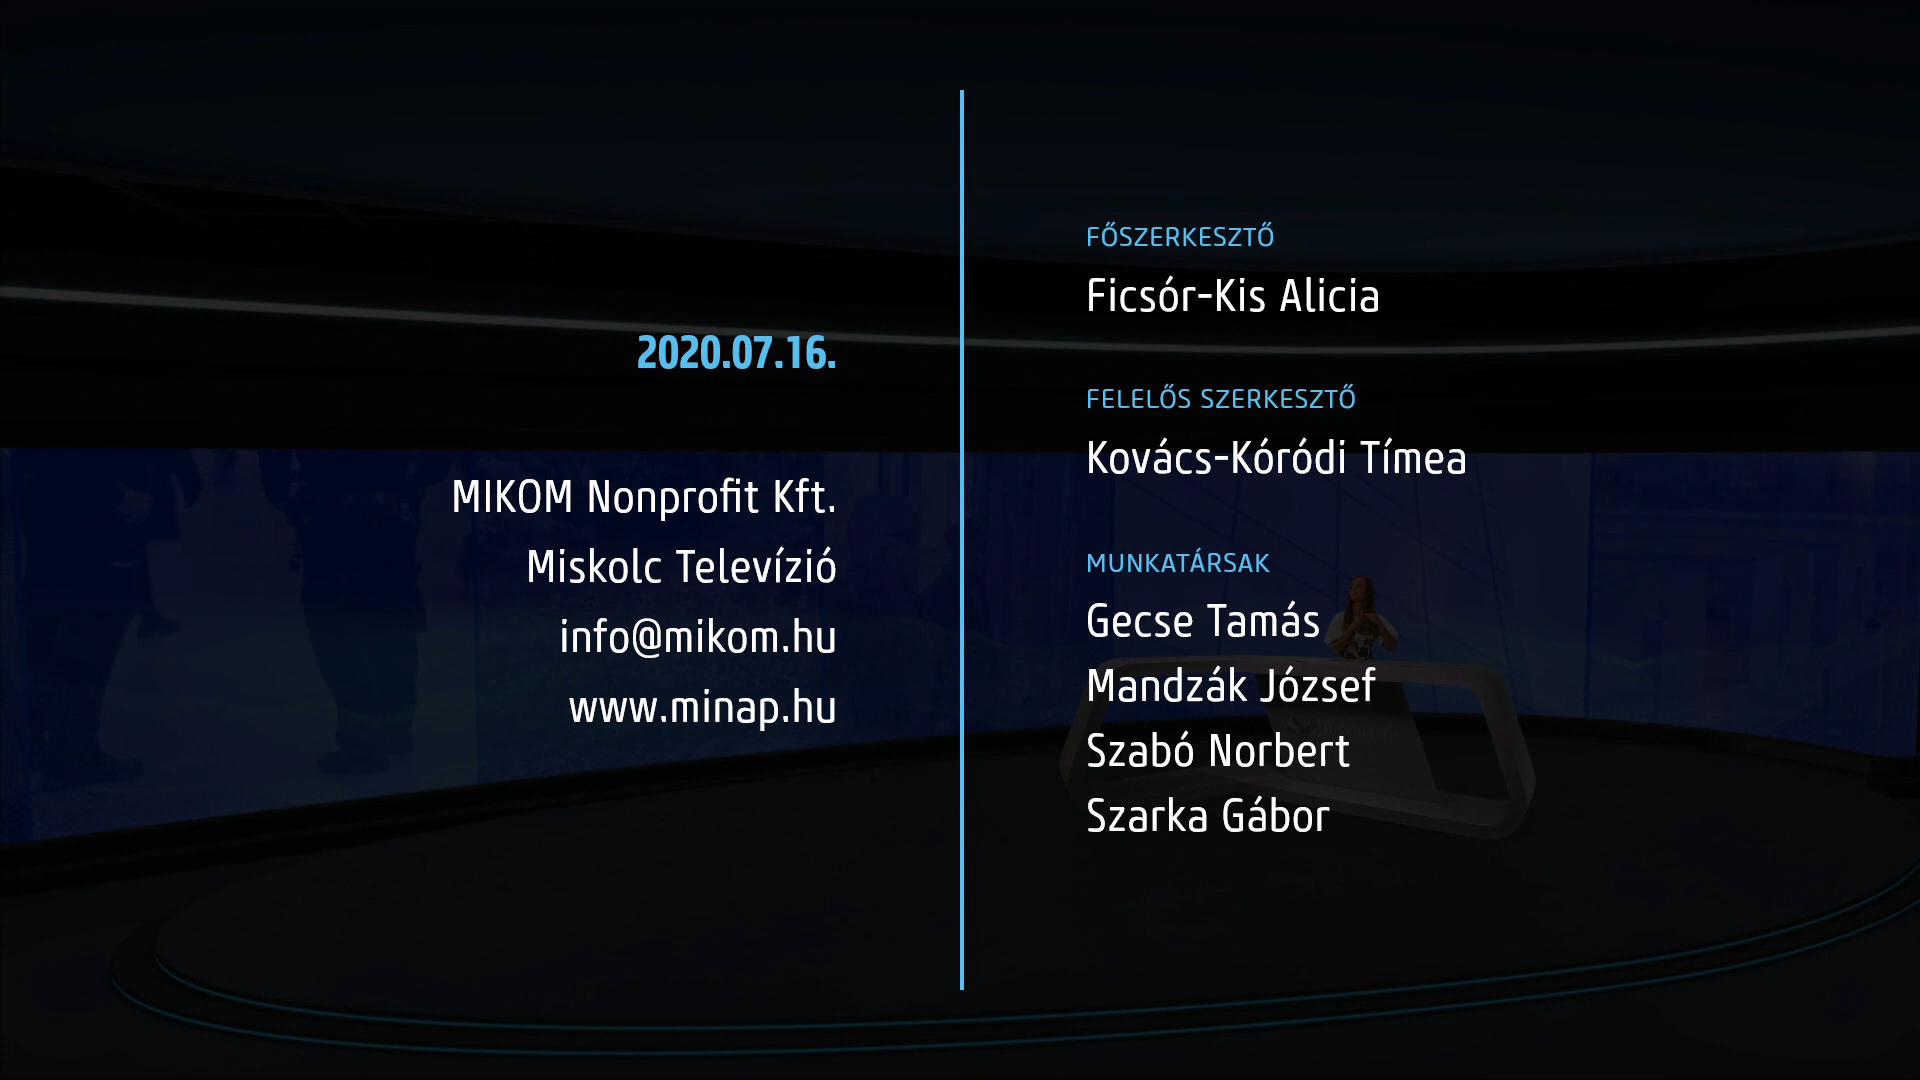 2020.07.16.
MIKOM Nonprofit Kft.
Miskolc Televízió
info@mikom.hu
www.minap.hu
FŐSZERKESZTŐ
Ficsór-Kis Alicia
FELELŐS SZERKESZTŐ
Kovács-Kóródi Tímea
MUNKATÁRSAK
Gecse Tamás
Mandzák József
Szabó Norbert
Szarka Gábor